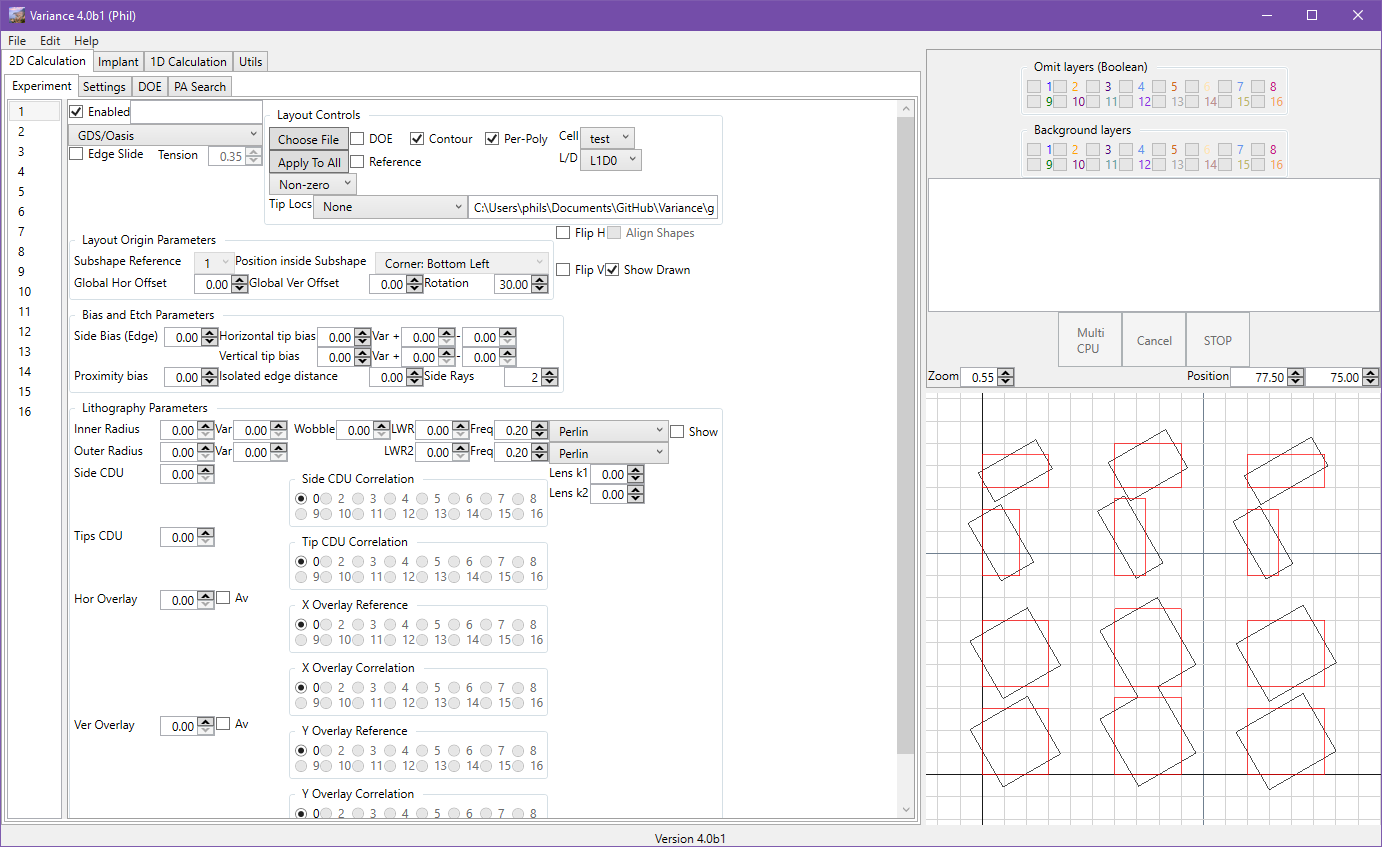 Variance 4.0b1 (Phil)
File Edit Help
2D Calculation Implant 1D Calculation Utils
Experiment Settings DOE PA Search
1
2
3
4
5
6
7
8
9
10
11
12
13
14
15
16
Enabled
GDS/Oasis
Edge Slide Tension 0.35
Layout Controls
Choose File DOE Contour Per-Poly Cell test
Apply To All Reference L/D L1D0
Non-zero
Tip Locs None C:\Users\phils\Documents\GitHub\Variance\g
Flip H Align Shapes
Flip V Show Drawn
Layout Origin Parameters
Subshape Reference 1 Position inside Subshape Corner: Bottom Left
Global Hor Offset 0.00 Global Ver Offset 0.00 Rotation 30.00
Bias and Etch Parameters
Side Bias (Edge) 0.00 Horizontal tip bias 0.00 Var + 0.00 - 0.00
Vertical tip bias 0.00 Var + 0.00 - 0.00
Proximity bias 0.00 Isolated edge distance 0.00 Side Rays 2
Lithography Parameters
Inner Radius 0.00 Var 0.00 Wobble 0.00 LWR 0.00 Freq 0.20 Perlin Show
Outer Radius 0.00 Var 0.00 LWR2 0.00 Freq 0.20 Perlin
Side CDU 0.00 Lens k1 0.00
Lens k2 0.00
Side CDU Correlation
0 2 3 4 5 6 7 8
9 10 11 12 13 14 15 16
Tips CDU 0.00
Tip CDU Correlation
0 2 3 4 5 6 7 8
9 10 11 12 13 14 15 16
Hor Overlay 0.00 Av
X Overlay Reference
0 2 3 4 5 6 7 8
9 10 11 12 13 14 15 16
X Overlay Correlation
0 2 3 4 5 6 7 8
9 10 11 12 13 14 15 16
Ver Overlay 0.00 Av
Y Overlay Reference
0 2 3 4 5 6 7 8
9 10 11 12 13 14 15 16
Y Overlay Correlation
0 2 3 4 5 6 7 8
Omit layers (Boolean)
1 2 3 4 5 6 7 8
9 10 11 12 13 14 15 16
Background layers
1 2 3 4 5 6 7 8
9 10 11 12 13 14 15 16
Multi CPU Cancel STOP
Zoom 0.55 Position 77.50 75.00
Version 4.0b1